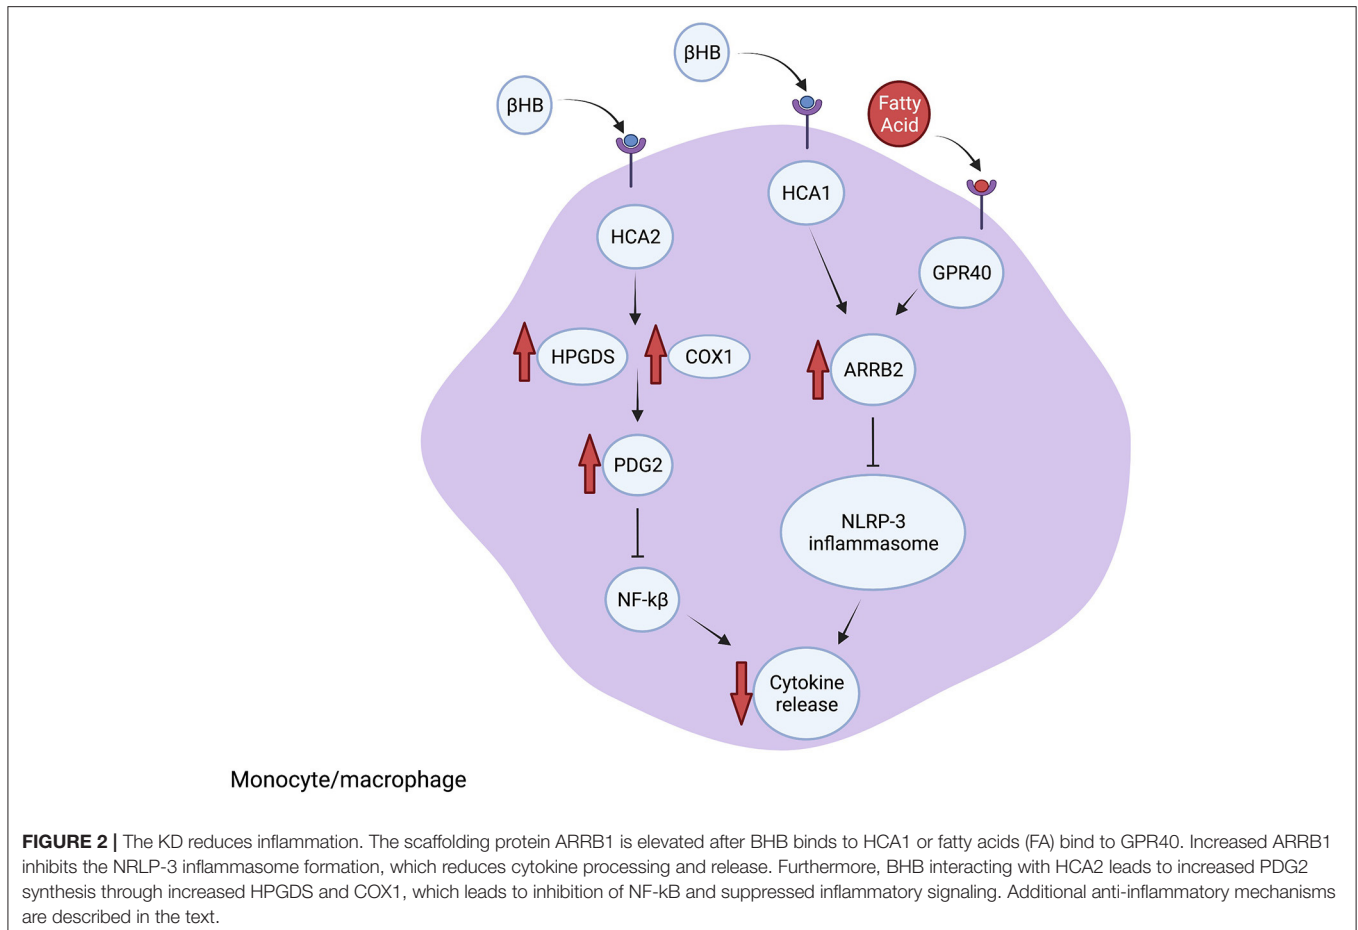 βHB
βHB
Fatty
Acid
HCA1
HCA2
GPR40
HPGDS
COX1
ARRB2
PDG2
NLRP-3
inflammasome
NF-kβ
Cytokine
release
Monocyte/macrophage
FIGURE 2 | The KD reduces inflammation. The scaffolding protein ARRB1 is elevated after BHB binds to HCA1 or fatty acids (FA) bind to GPR40. Increased ARRB1
inhibits the NRLP-3 inflammasome formation, which reduces cytokine processing and release. Furthermore, BHB interacting with HCA2 leads to increased PDG2
synthesis through increased HPGDS and COX1, which leads to inhibition of NF-kB and suppressed inflammatory signaling. Additional anti-inflammatory mechanisms
are described in the text.